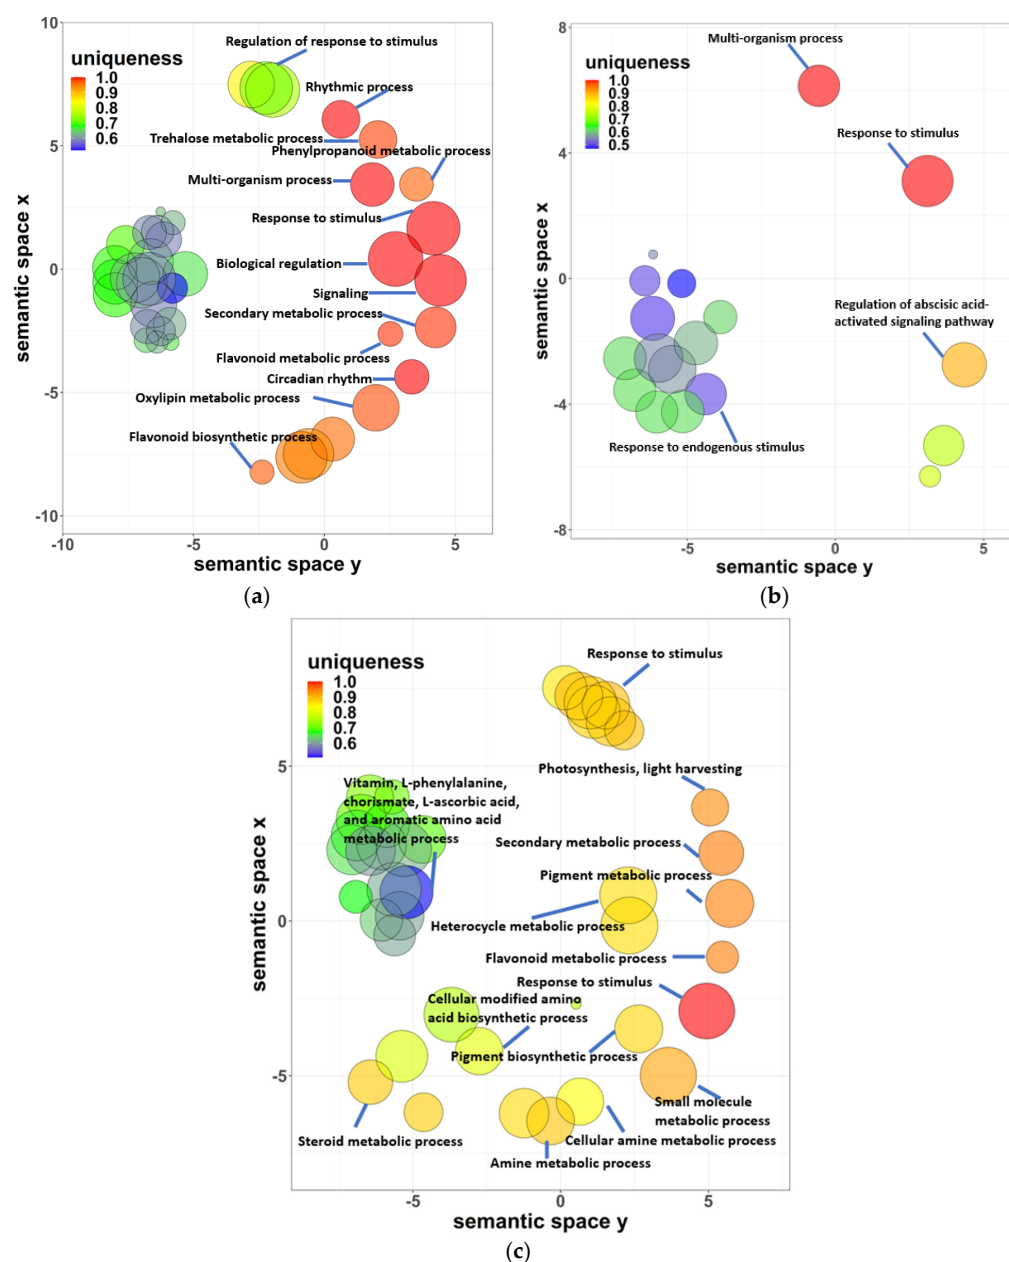 10
5
0
-5
-10
-10
-5
0
5
semantic space x
semantic space y
uniqueness
1.0
0.9
0.8
0.7
0.6
Regulation of response to stimulus
Rhythmic process
Trehalose metabolic process
Phenylpropanoid metabolic process
Multi-organism process
Response to stimulus
Biological regulation
Signaling
Secondary metabolic process
Flavonoid metabolic process
Circadian rhythm
Oxylipin metabolic process
Flavonoid biosynthetic process
(a)
8
4
0
-4
-8
-5
0
5
semantic space x
semantic space y
uniqueness
1.0
0.9
0.8
0.7
0.6
0.5
Multi-organism process
Response to stimulus
Regulation of abscisic acid-
activated signaling pathway
Response to endogenous stimulus
(b)
5
0
-5
-5
0
5
semantic space x
semantic space y
uniqueness
1.0
0.9
0.8
0.7
0.6
Response to stimulus
Photosynthesis, light harvesting
Vitamin, L-phenylalanine,
chorismate, L-ascorbic acid,
and aromatic amino acid
metabolic process
Secondary metabolic process
Pigment metabolic process
Heterocycle metabolic process
Flavonoid metabolic process
Response to stimulus
Cellular modified amino
acid biosynthetic process
Pigment biosynthetic process
Small molecule
metabolic process
Steroid metabolic process
Cellular amine metabolic process
Amine metabolic process
(c)